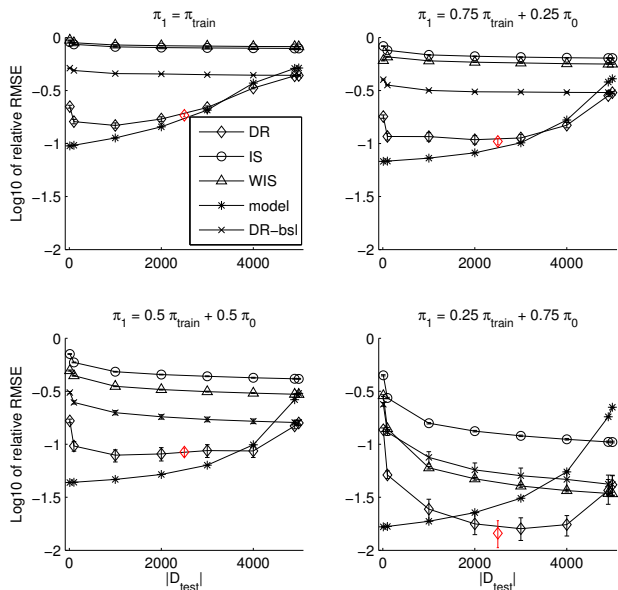 π1 = πtrain
π1 = 0.75 πtrain + 0.25 π0
Log10 of relative RMSE
0
−0.5
−1
−1.5
−2
0 2000 4000
DR
IS
WIS
model
DR−bsl
0
−0.5
−1
−1.5
−2
0 2000 4000
π1 = 0.5 πtrain + 0.5 π0
π1 = 0.25 πtrain + 0.75 π0
Log10 of relative RMSE
0
−0.5
−1
−1.5
−2
0 2000 4000
|Dtest|
0
−0.5
−1
−1.5
−2
0 2000 4000
|Dtest|